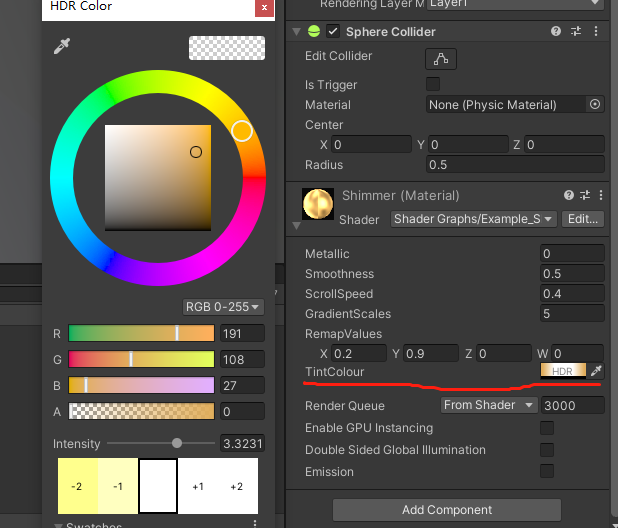 HDR Color
x
RGB 0-255
R 191
G 108
B 27
A 0
Intensity 3.3231
-2 -1 +1 +2
Swatches
Rendering Layer M Layer1
Sphere Collider
Edit Collider
Is Trigger
Material None (Physic Material)
Center
X 0 Y 0 Z 0
Radius 0.5
Shimmer (Material)
Shader Shader Graphs/Example_S Edit...
Metallic 0
Smoothness 0.5
ScrollSpeed 0.4
GradientScales 5
RemapValues
X 0.2 Y 0.9 Z 0 W 0
TintColour HDR
Render Queue From Shader 3000
Enable GPU Instancing
Double Sided Global Illumination
Emission
Add Component